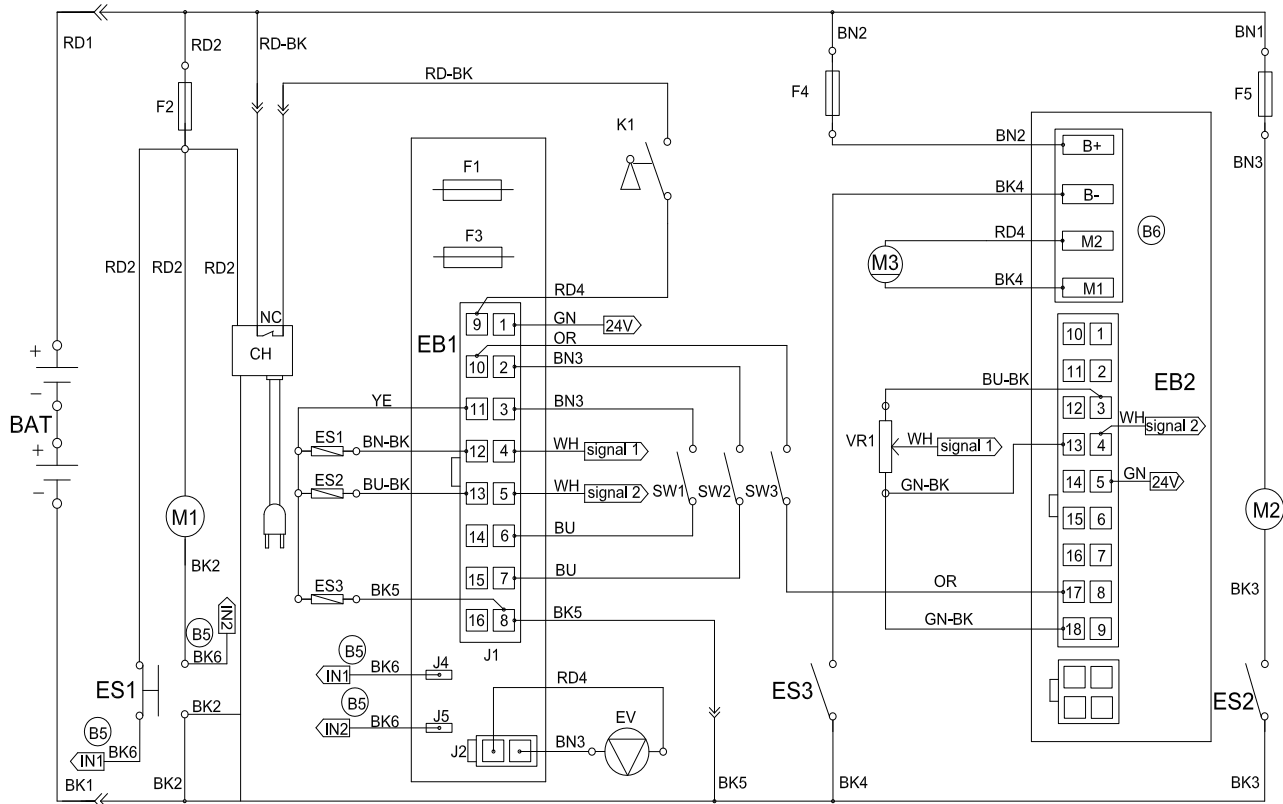 RD1
RD2
RD-BK
BN2
BN1
RD-BK
F2
F4
F5
K1
BN2
B+
F1
BK4
B-
BN3
B6
RD4
M2
F3
M3
BK4
M1
RD2
RD2
RD2
NC
CH
RD4
EB1
9
1
GN
24V
OR
10
2
BN3
10
1
11
2
EB2
BU-BK
12
3
YE
11
3
BN3
WH
signal 2
+
-
BAT
+
-
ES1
BN-BK
12
4
WH
signal 1
VR1
WH
signal 1
13
4
ES2
BU-BK
13
5
WH
signal 2
SW1
SW2
SW3
GN-BK
14
5
GN
24V
M1
M2
14
6
BU
15
6
BK2
15
7
BU
16
7
ES3
BK5
OR
17
8
BK3
16
8
BK5
GN-BK
18
9
IN2
B5
BK6
J1
B5
IN1
BK6
J4
ES1
RD4
ES3
ES2
BK2
B5
IN2
BK6
J5
EV
B5
IN1
BK6
J2
BN3
BK1
BK2
BK5
BK4
BK3